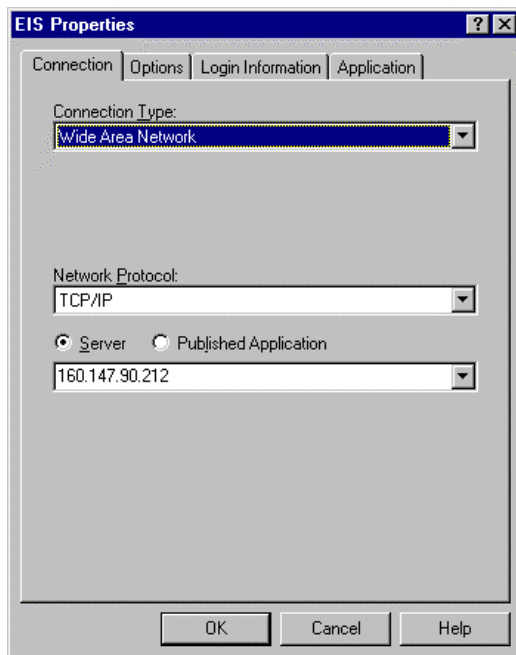 EIS Properties
Connection Options Login Information Application
Connection Type:
Wide Area Network
Network Protocol:
TCP/IP
Server Published Application
160.147.90.212
OK Cancel Help